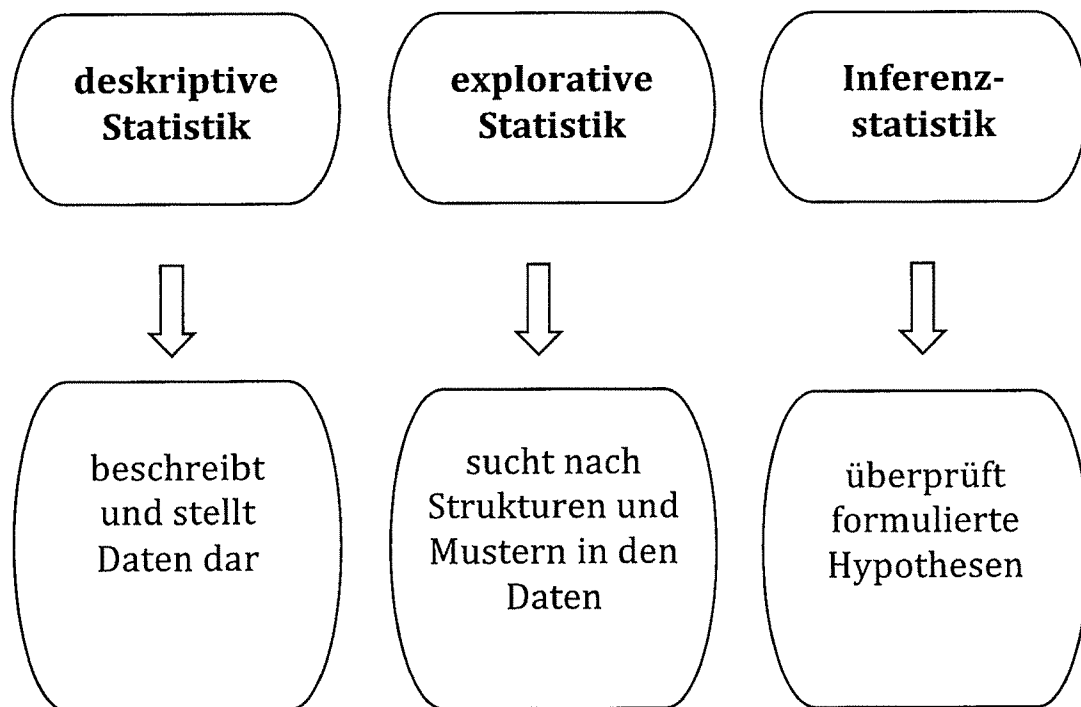 deskriptive
Statistik
explorative
Statistik
Inferenz-
statistik
beschreibt
und stellt
Daten dar
sucht nach
Strukturen und
Mustern in den
Daten
überprüft
formulierte
Hypothesen